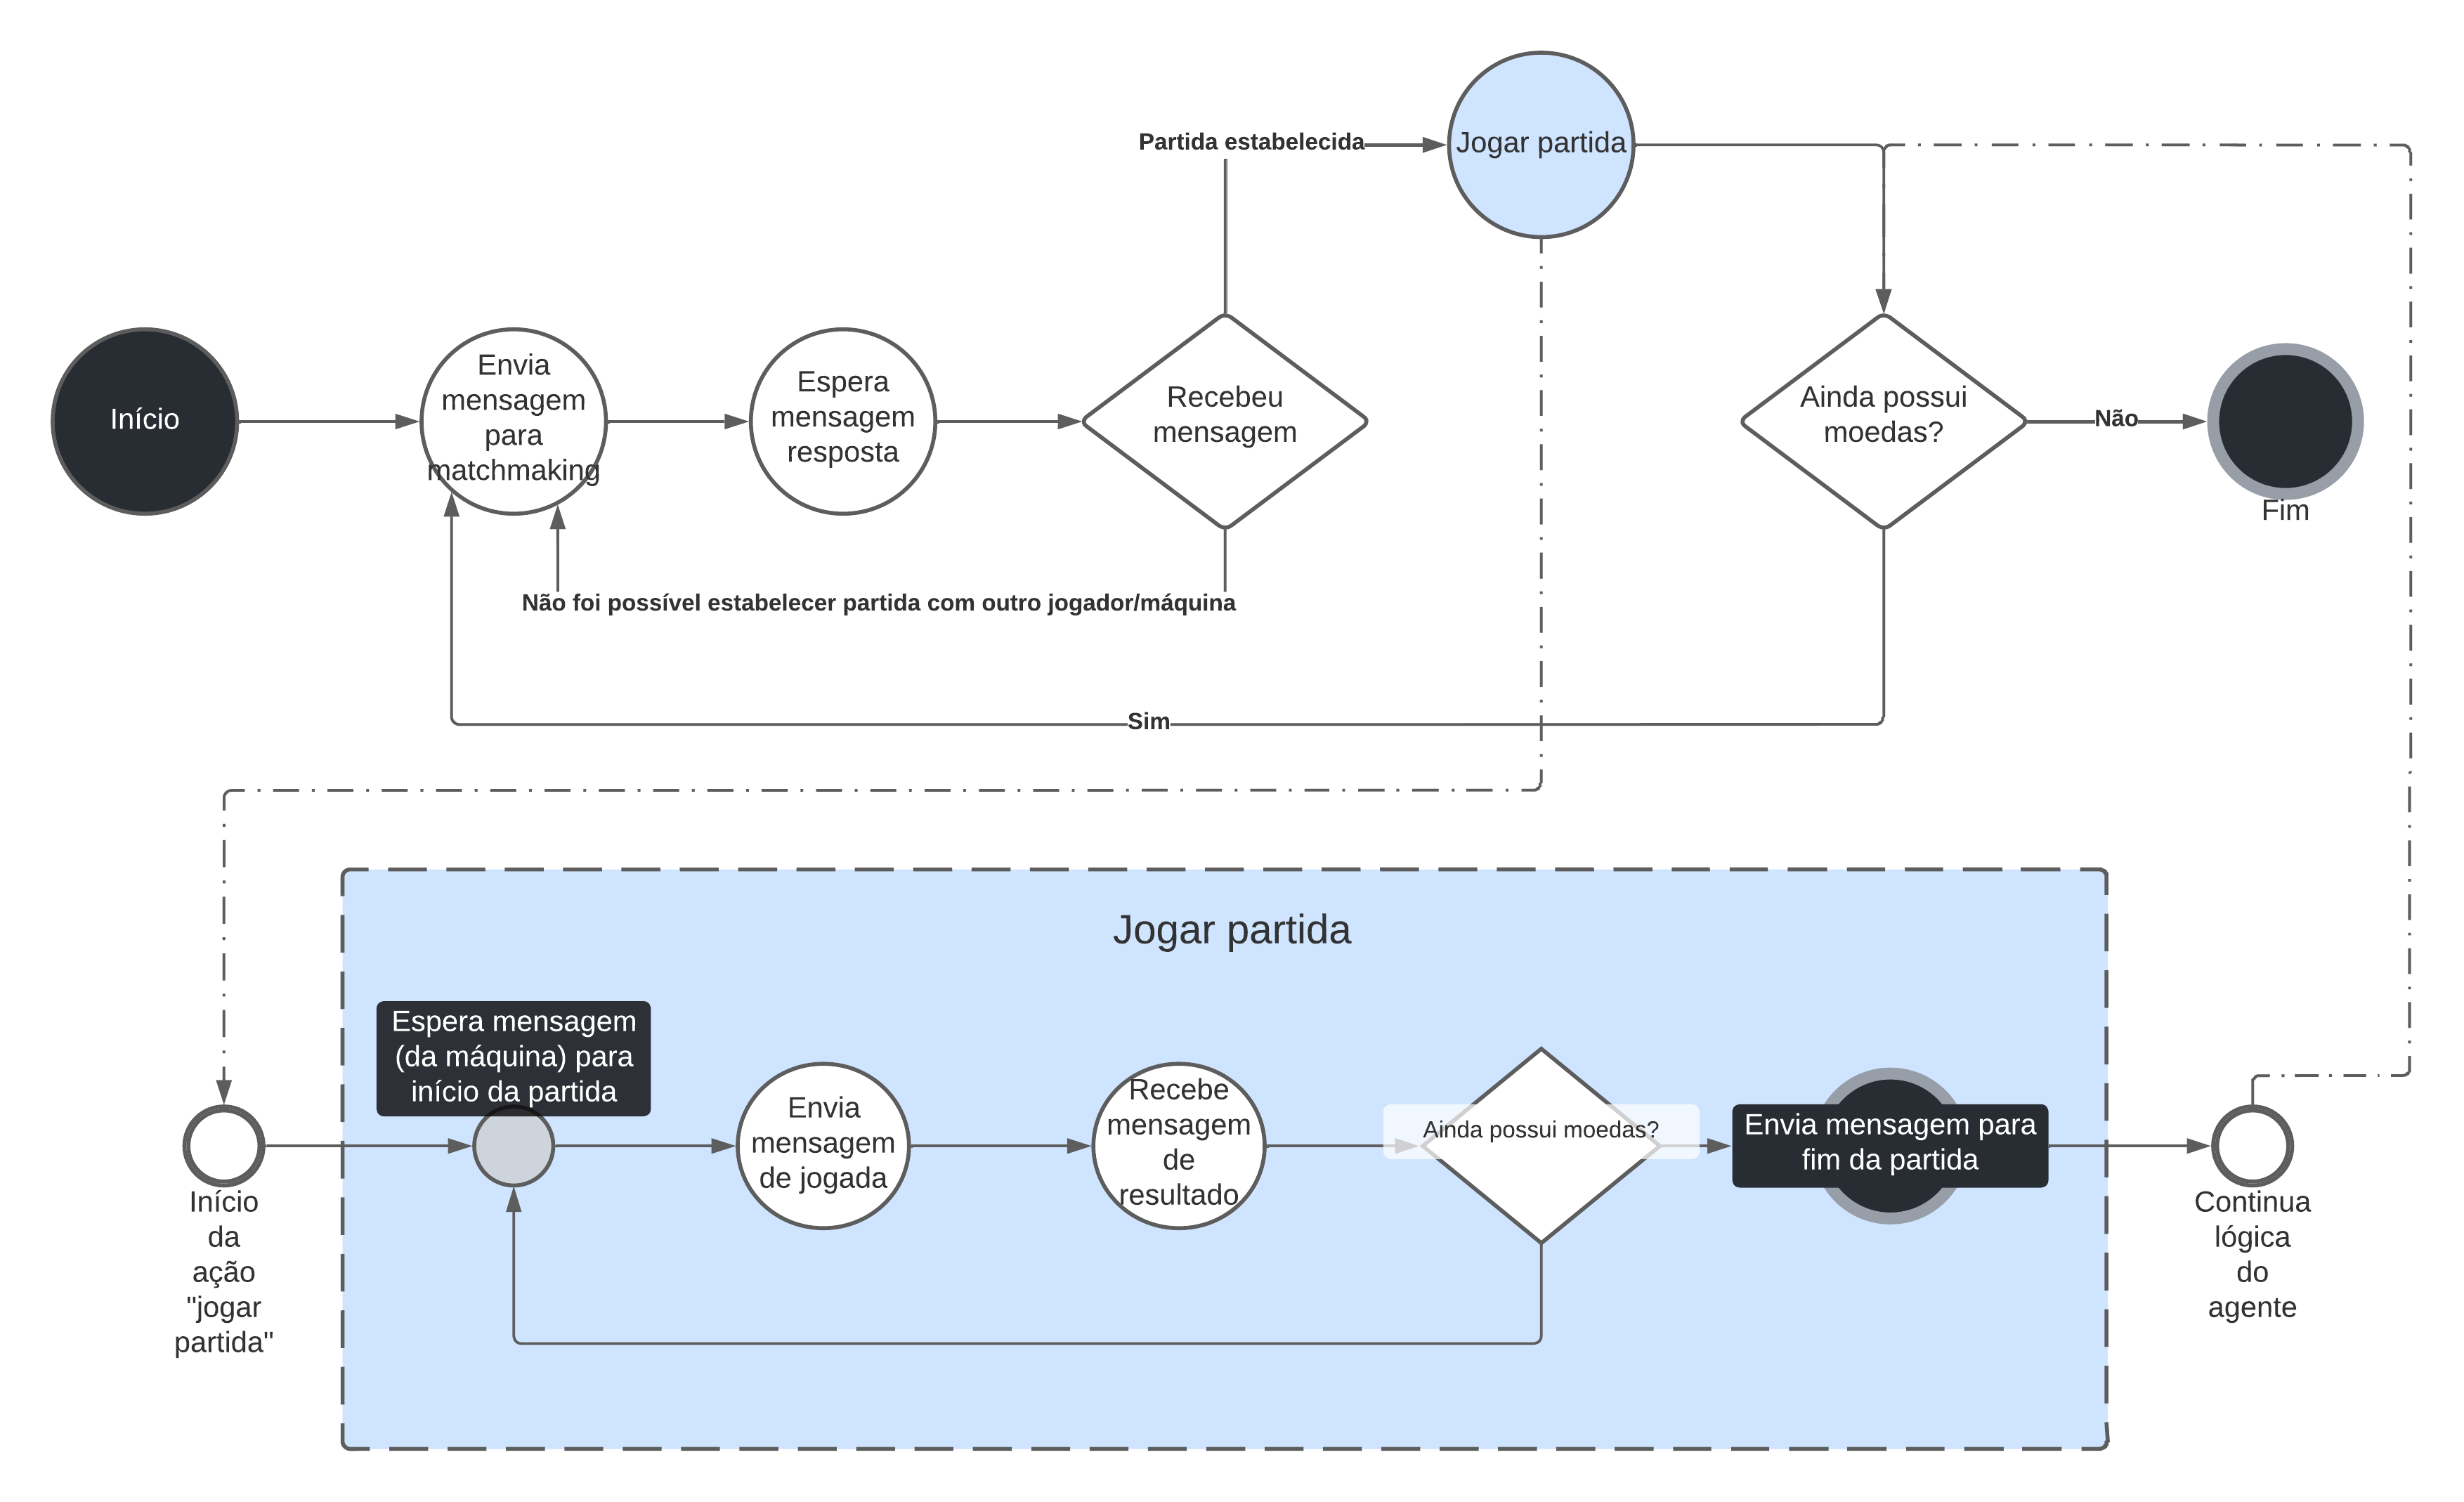 Partida estabelecida
Jogar partida
Início
Envia
mensagem
para
matchmaking
Espera
mensagem
resposta
Recebeu
mensagem
Ainda possui
moedas?
Não
Fim
Não foi possível estabelecer partida com outro jogador/máquina
Sim
Jogar partida
Início
da
ação
"jogar
partida"
Espera mensagem
(da máquina) para
início da partida
Envia
mensagem
de jogada
Recebe
mensagem
de
resultado
Ainda possui moedas?
Envia mensagem para
fim da partida
Continua
lógica
do
agente